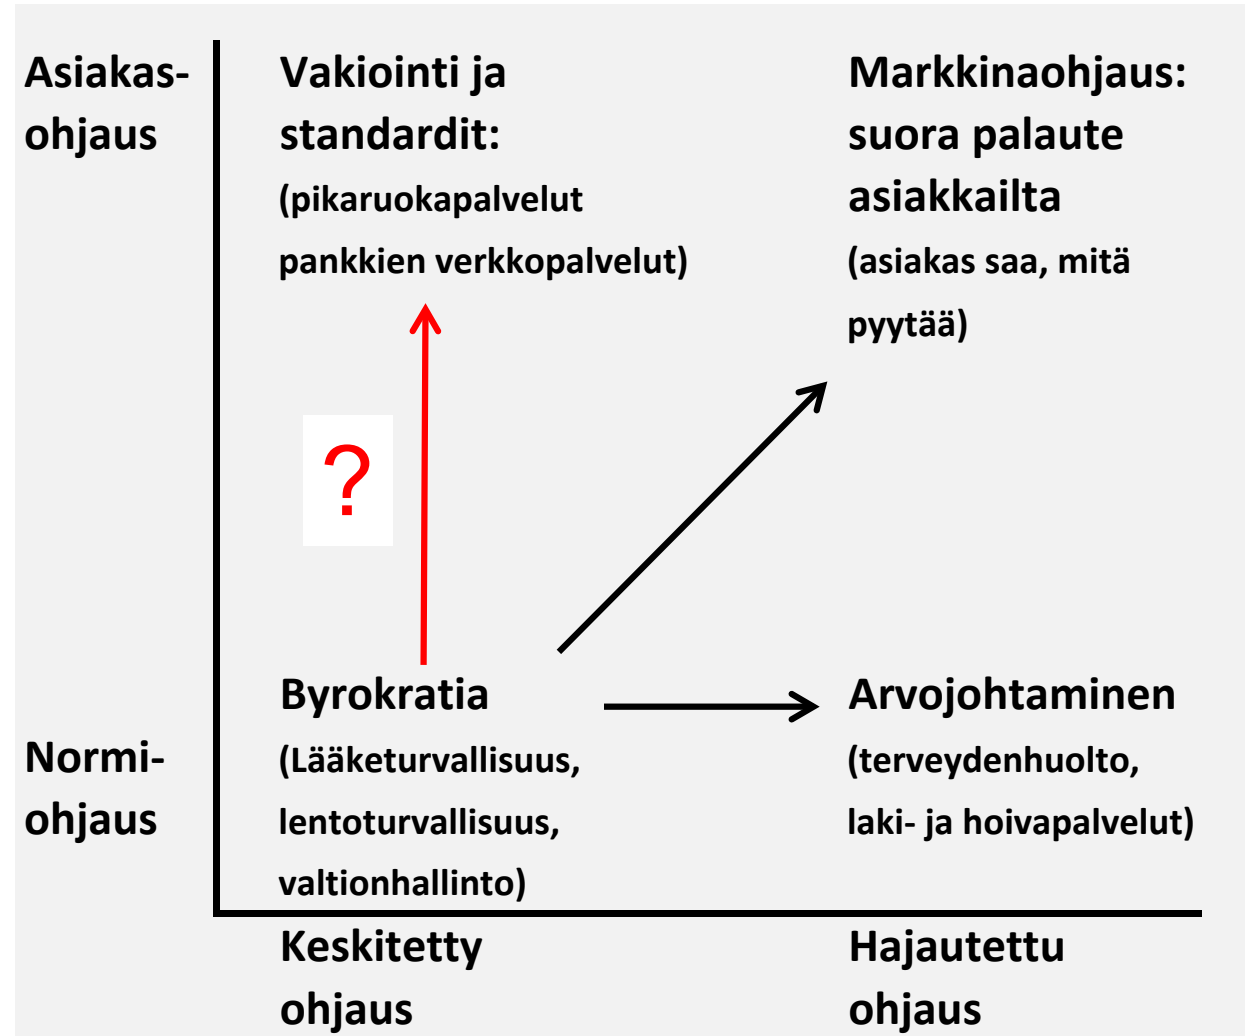 Asiakas-
ohjaus
Vakiointi ja
standardit:
(pikaruokapalvelut
pankkien verkkopalvelut)
Markkinaohjaus:
suora palaute
asiakkailta
(asiakas saa, mitä
pyytää)
?
Byrokratia
(Lääketurvallisuus,
lentoturvallisuus,
valtionhallinto)
Arvojohtaminen
(terveydenhuolto,
laki- ja hoivapalvelut)
Normi-
ohjaus
Keskitetty
ohjaus
Hajautettu
ohjaus